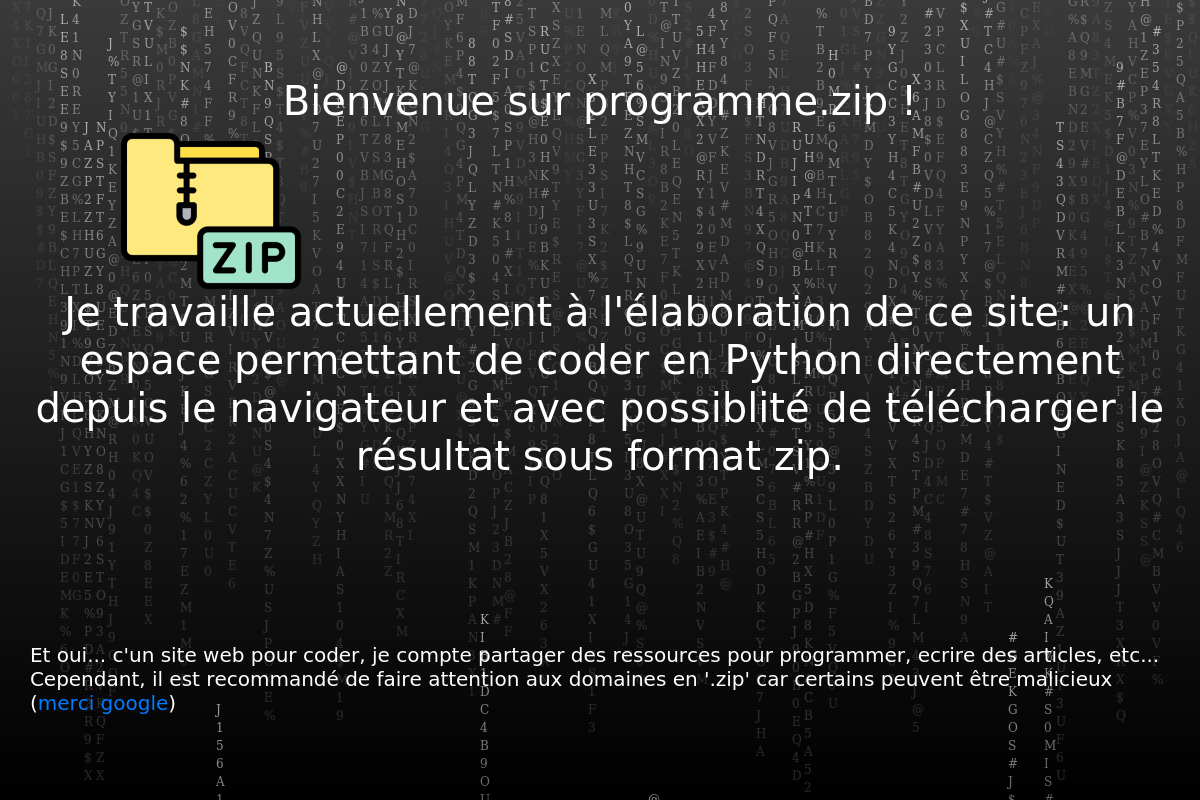 Bienvenue sur programme.zip !
ZIP
Je travaille actuellement à l'élaboration de ce site: un
espace permettant de coder en Python directement
depuis le navigateur et avec possiblité de télécharger le
résultat sous format zip.
Et oui... c'un site web pour coder, je compte partager des ressources pour programmer, ecrire des articles, etc...
Cependant, il est recommandé de faire attention aux domaines en '.zip' car certains peuvent être malicieux
(merci google)